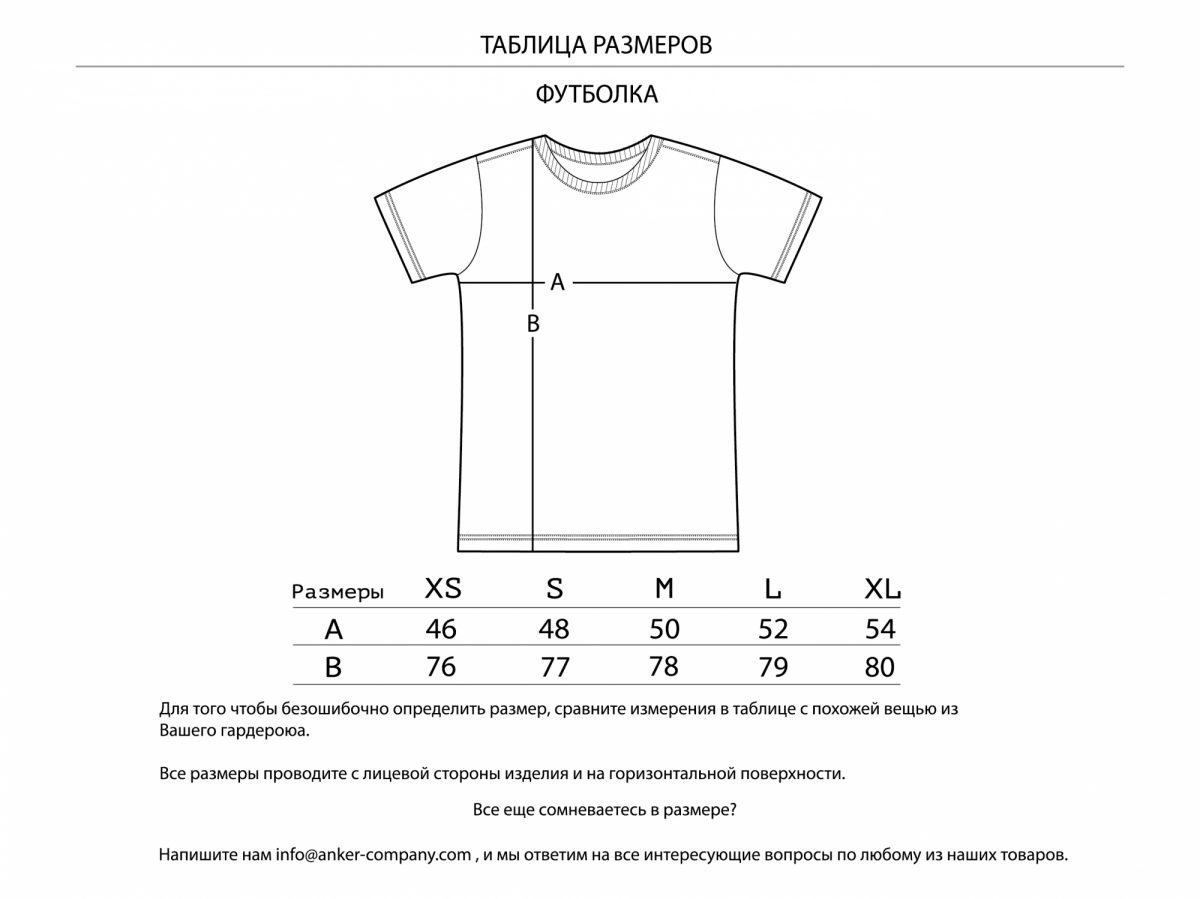 ТАБЛИЦА РАЗМЕРОВ
ФУТБОЛКА
A
B
Размеры XS S M L XL
A 46 48 50 52 54
B 76 77 78 79 80
Для того чтобы безошибочно определить размер, сравните измерения в таблице с похожей вещью из
Вашего гардероюа.
Все размеры проводите с лицевой стороны изделия и на горизонтальной поверхности.
Все еще сомневаетесь в размере?
Напишите нам info@anker-company.com , и мы ответим на все интересующие вопросы по любому из наших товаров.